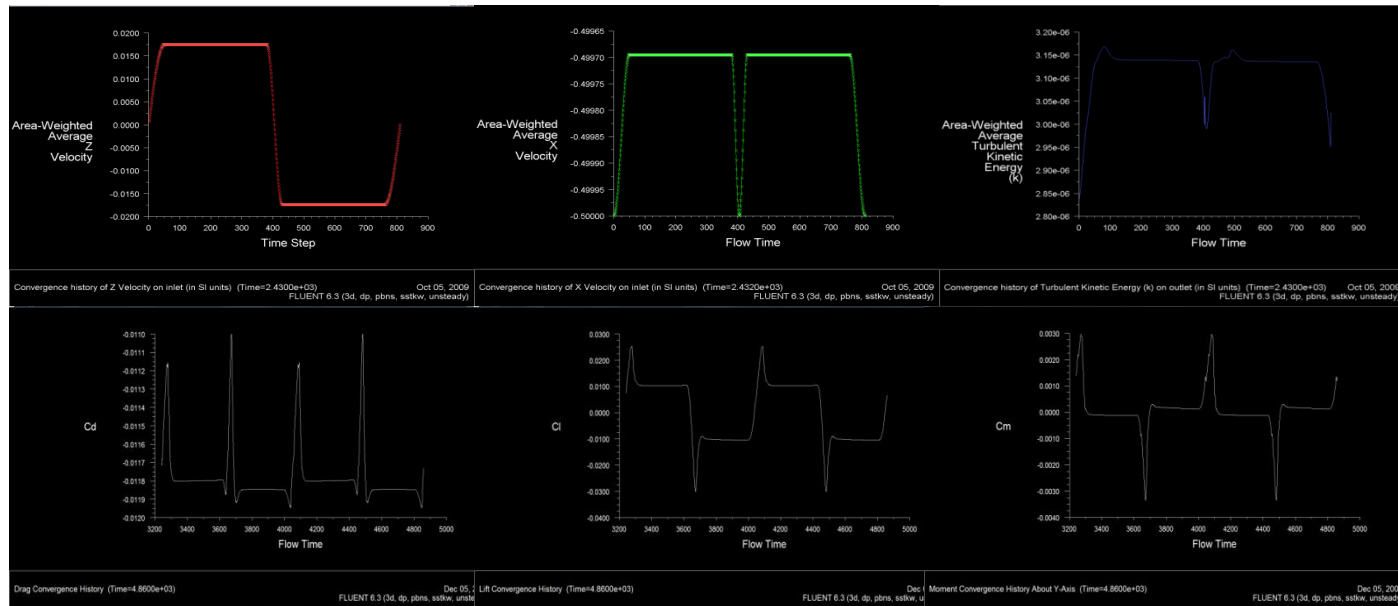 0.0200
0.0150
0.0100
0.0050
0.0000
-0.0050
-0.0100
-0.0150
-0.0200
Area-Weighted
Average
Z
Velocity
0 100 200 300 400 500 600 700 800 900
Time Step
Convergence history of Z Velocity on inlet (in SI units) (Time=2.4300e+03) Oct 05, 2009
FLUENT 6.3 (3d, dp, pbns, sstkw, unsteady)
-.49965
-.49970
-.49980
-.49985
-.49990
-.49995
-.50000
Area-Weighted
Average
X
Velocity
0 100 200 300 400 500 600 700 800 900
Flow Time
Convergence history of X Velocity on inlet (in SI units) (Time=2.4320e+03) Oct 05, 2009
FLUENT 6.3 (3d, dp, pbns, sstkw, unsteady)
3.20e-06
3.15e-06
3.10e-06
3.05e-06
3.00e-06
2.95e-06
2.90e-06
2.85e-06
2.80e-06
Area-Weighted
Average
Turbulent
Kinetic
Energy
(k)
0 100 200 300 400 500 600 700 800 900
Flow Time
Convergence history of Turbulent Kinetic Energy (k) on outlet (in SI units) (Time=2.4300e+03) Oct 05, 2009
FLUENT 6.3 (3d, dp, pbns, sstkw, unsteady)
-0.0110
-0.0111
-0.0112
-0.0113
-0.0114
-0.0115
-0.0116
-0.0117
-0.0118
-0.0119
-0.0120
Cd
3200 3400 3600 3800 4000 4200 4400 4600 4800 5000
Flow Time
Drag Convergence History (Time=4.8600e+03) Dec 05, 2
FLUENT 6.3 (3d, dp, pbns, sstkw, unste
0.0300
0.0200
0.0100
0.0000
-0.0100
-0.0200
-0.0300
-0.0400
Cl
3200 3400 3600 3800 4000 4200 4400 4600 4800 5000
Flow Time
Lift Convergence History (Time=4.8600e+03) Dec
FLUENT 6.3 (3d, dp, pbns, sstkw, u
0.0030
0.0020
0.0010
0.0000
-0.0010
-0.0020
-0.0030
-0.0040
Cm
3200 3400 3600 3800 4000 4200 4400 4600 4800 5000
Flow Time
Moment Convergence History About Y-Axis (Time=4.8600e+03) Dec 05, 200
FLUENT 6.3 (3d, dp, pbns, sstkw, unsteady)